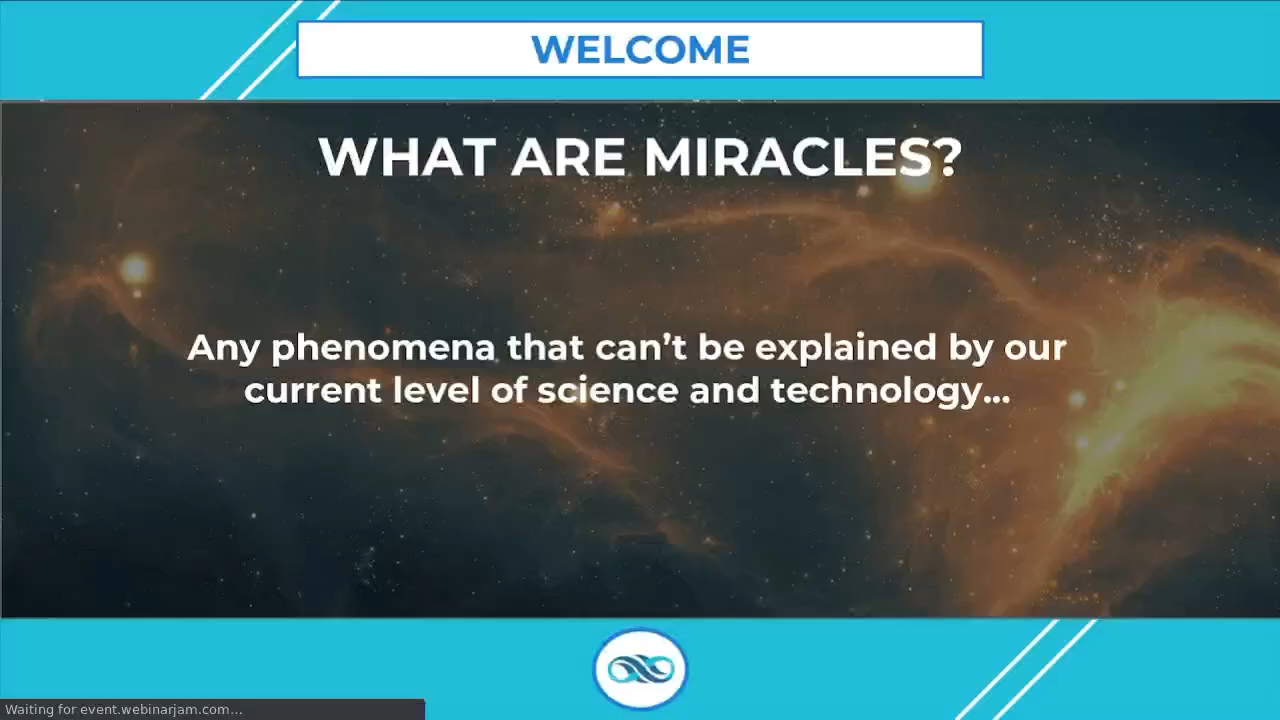 WELCOME
WHAT ARE MIRACLES?
Any phenomena that can’t be explained by our
current level of science and technology...
Waiting for event.webinarjam.com...